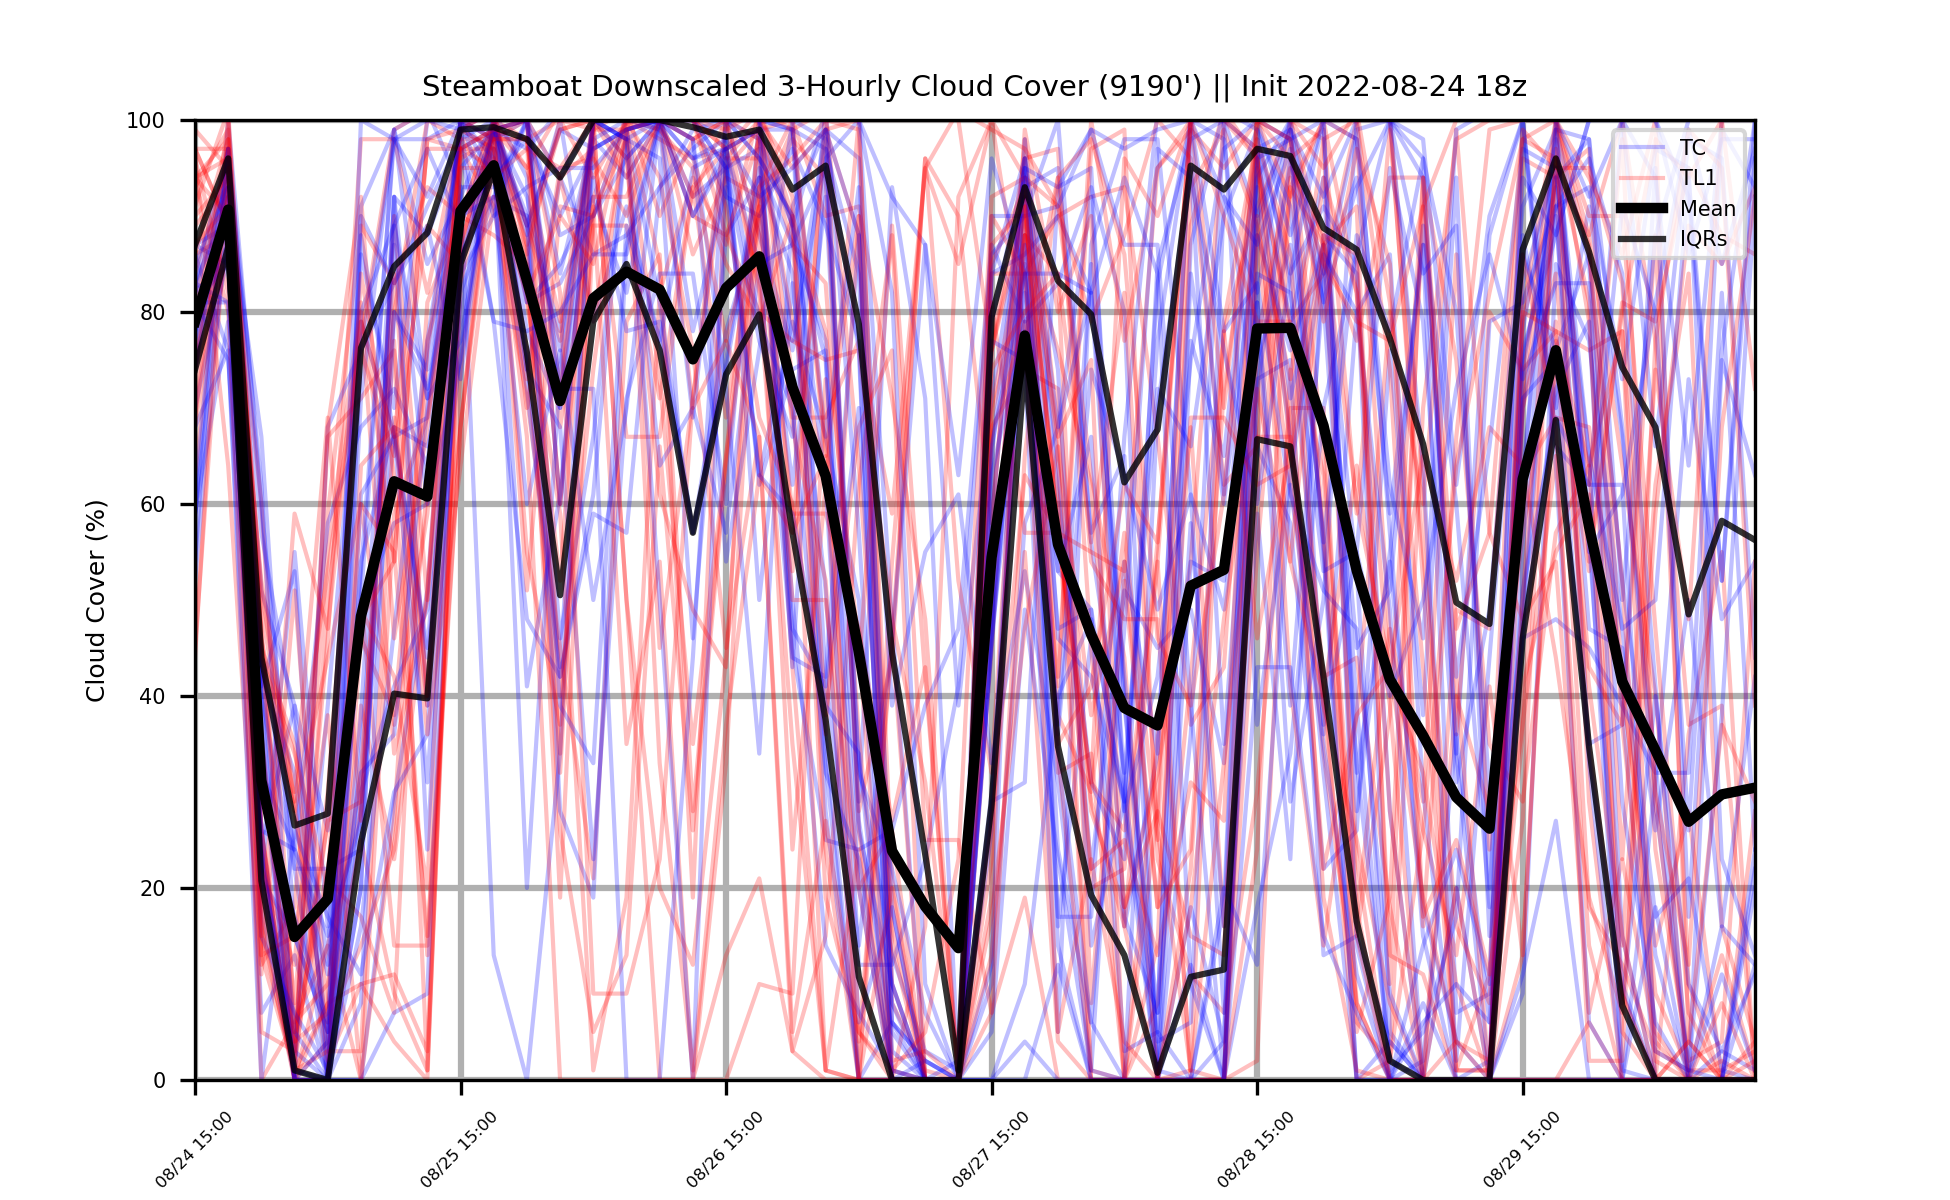 Steamboat Downscaled 3-Hourly Cloud Cover (9190') || Init 2022-08-24 18z
TC
TL1
Mean
IQRs
Cloud Cover (%)
100
80
60
40
20
0
08/24 15:00
08/25 15:00
08/26 15:00
08/27 15:00
08/28 15:00
08/29 15:00